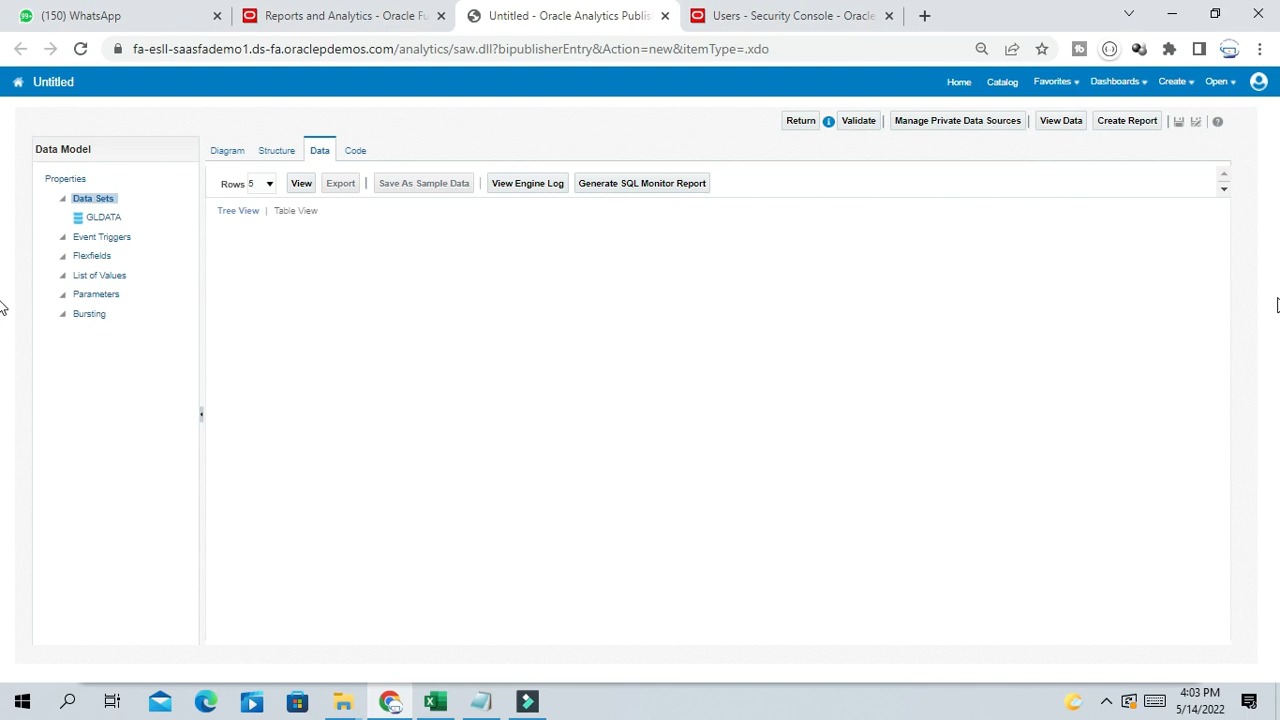 (150) WhatsApp
Reports and Analytics - Oracle Fu
Untitled - Oracle Analytics Publis
Users - Security Console - Oracle
fa-esll-saasfademo1.ds-fa.oraclepdemos.com/analytics/saw.dll?bipublisherEntry&Action=new&itemType=.xdo
Untitled
Home Catalog Favorites Dashboards Create Open
Return Validate Manage Private Data Sources View Data Create Report
Data Model
Diagram Structure Data Code
Properties
Rows 5 View Export Save As Sample Data View Engine Log Generate SQL Monitor Report
Data Sets
Tree View | Table View
GLDATA
Event Triggers
Flexfields
List of Values
Parameters
Bursting
4:03 PM
5/14/2022